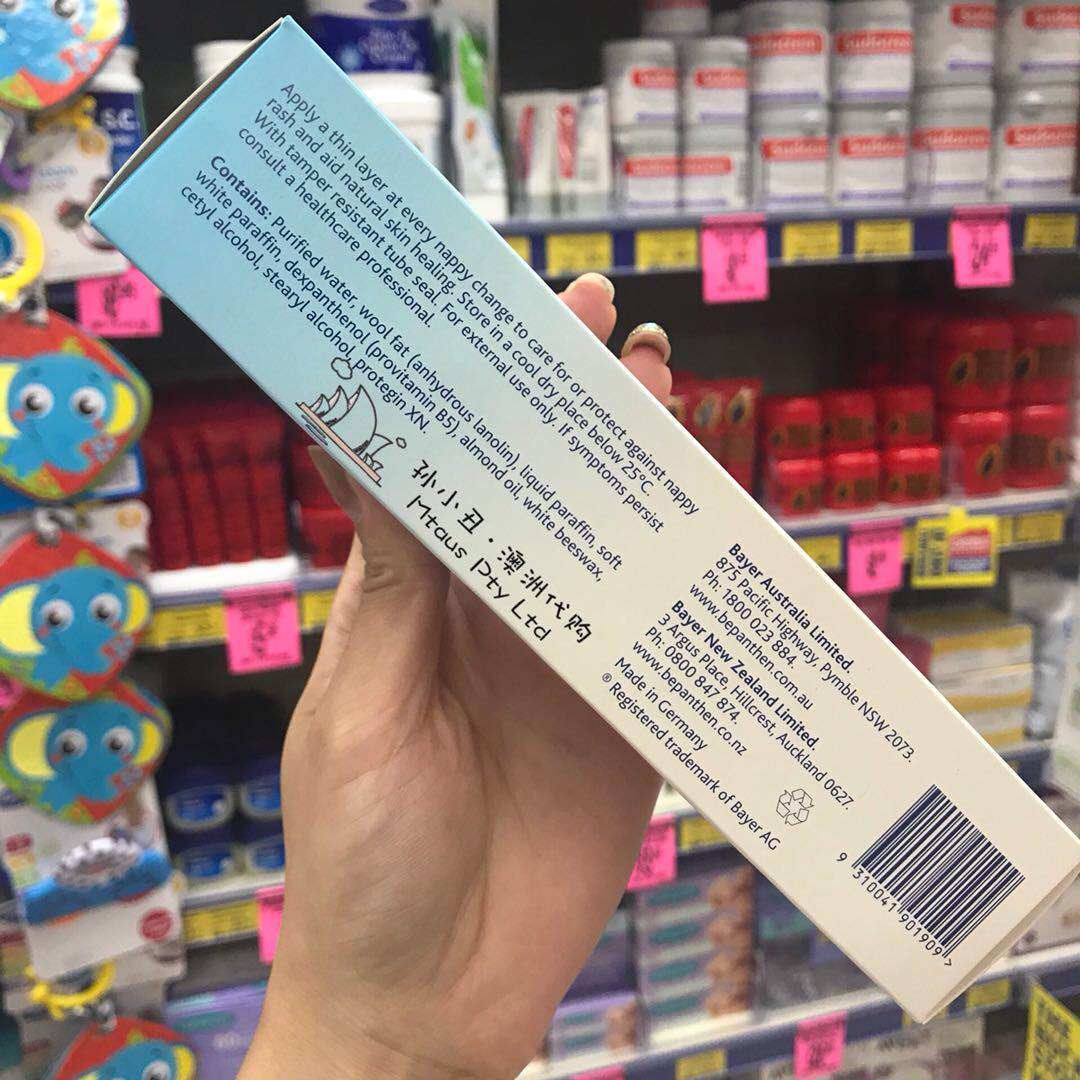 Apply a thin layer at every nappy change to care for or protect against nappy
rash and aid natural skin healing. Store in a cool dry place below 25°C.
With tamper resistant tube seal. For external use only. If symptoms persist
consult a healthcare professional.
Contains: Purified water, wool fat (anhydrous lanolin), liquid paraffin, soft
white paraffin, dexpanthenol (provitamin B5), almond oil, white beeswax,
cetyl alcohol, stearyl alcohol, protegin XN.
孙小丑·澳洲代购
Mtaus Pty Ltd
Bayer Australia Limited.
875 Pacific Highway, Pymble NSW 2073.
Ph: 1800 023 884.
www.bepanthen.com.au
Bayer New Zealand Limited.
3 Argus Place, Hillcrest, Auckland 0627.
Ph: 0800 847 874.
www.bepanthen.co.nz
Made in Germany
® Registered trademark of Bayer AG
9 310041 901909 >
Sudocrem
Sudocrem
Sudocrem
S.C.